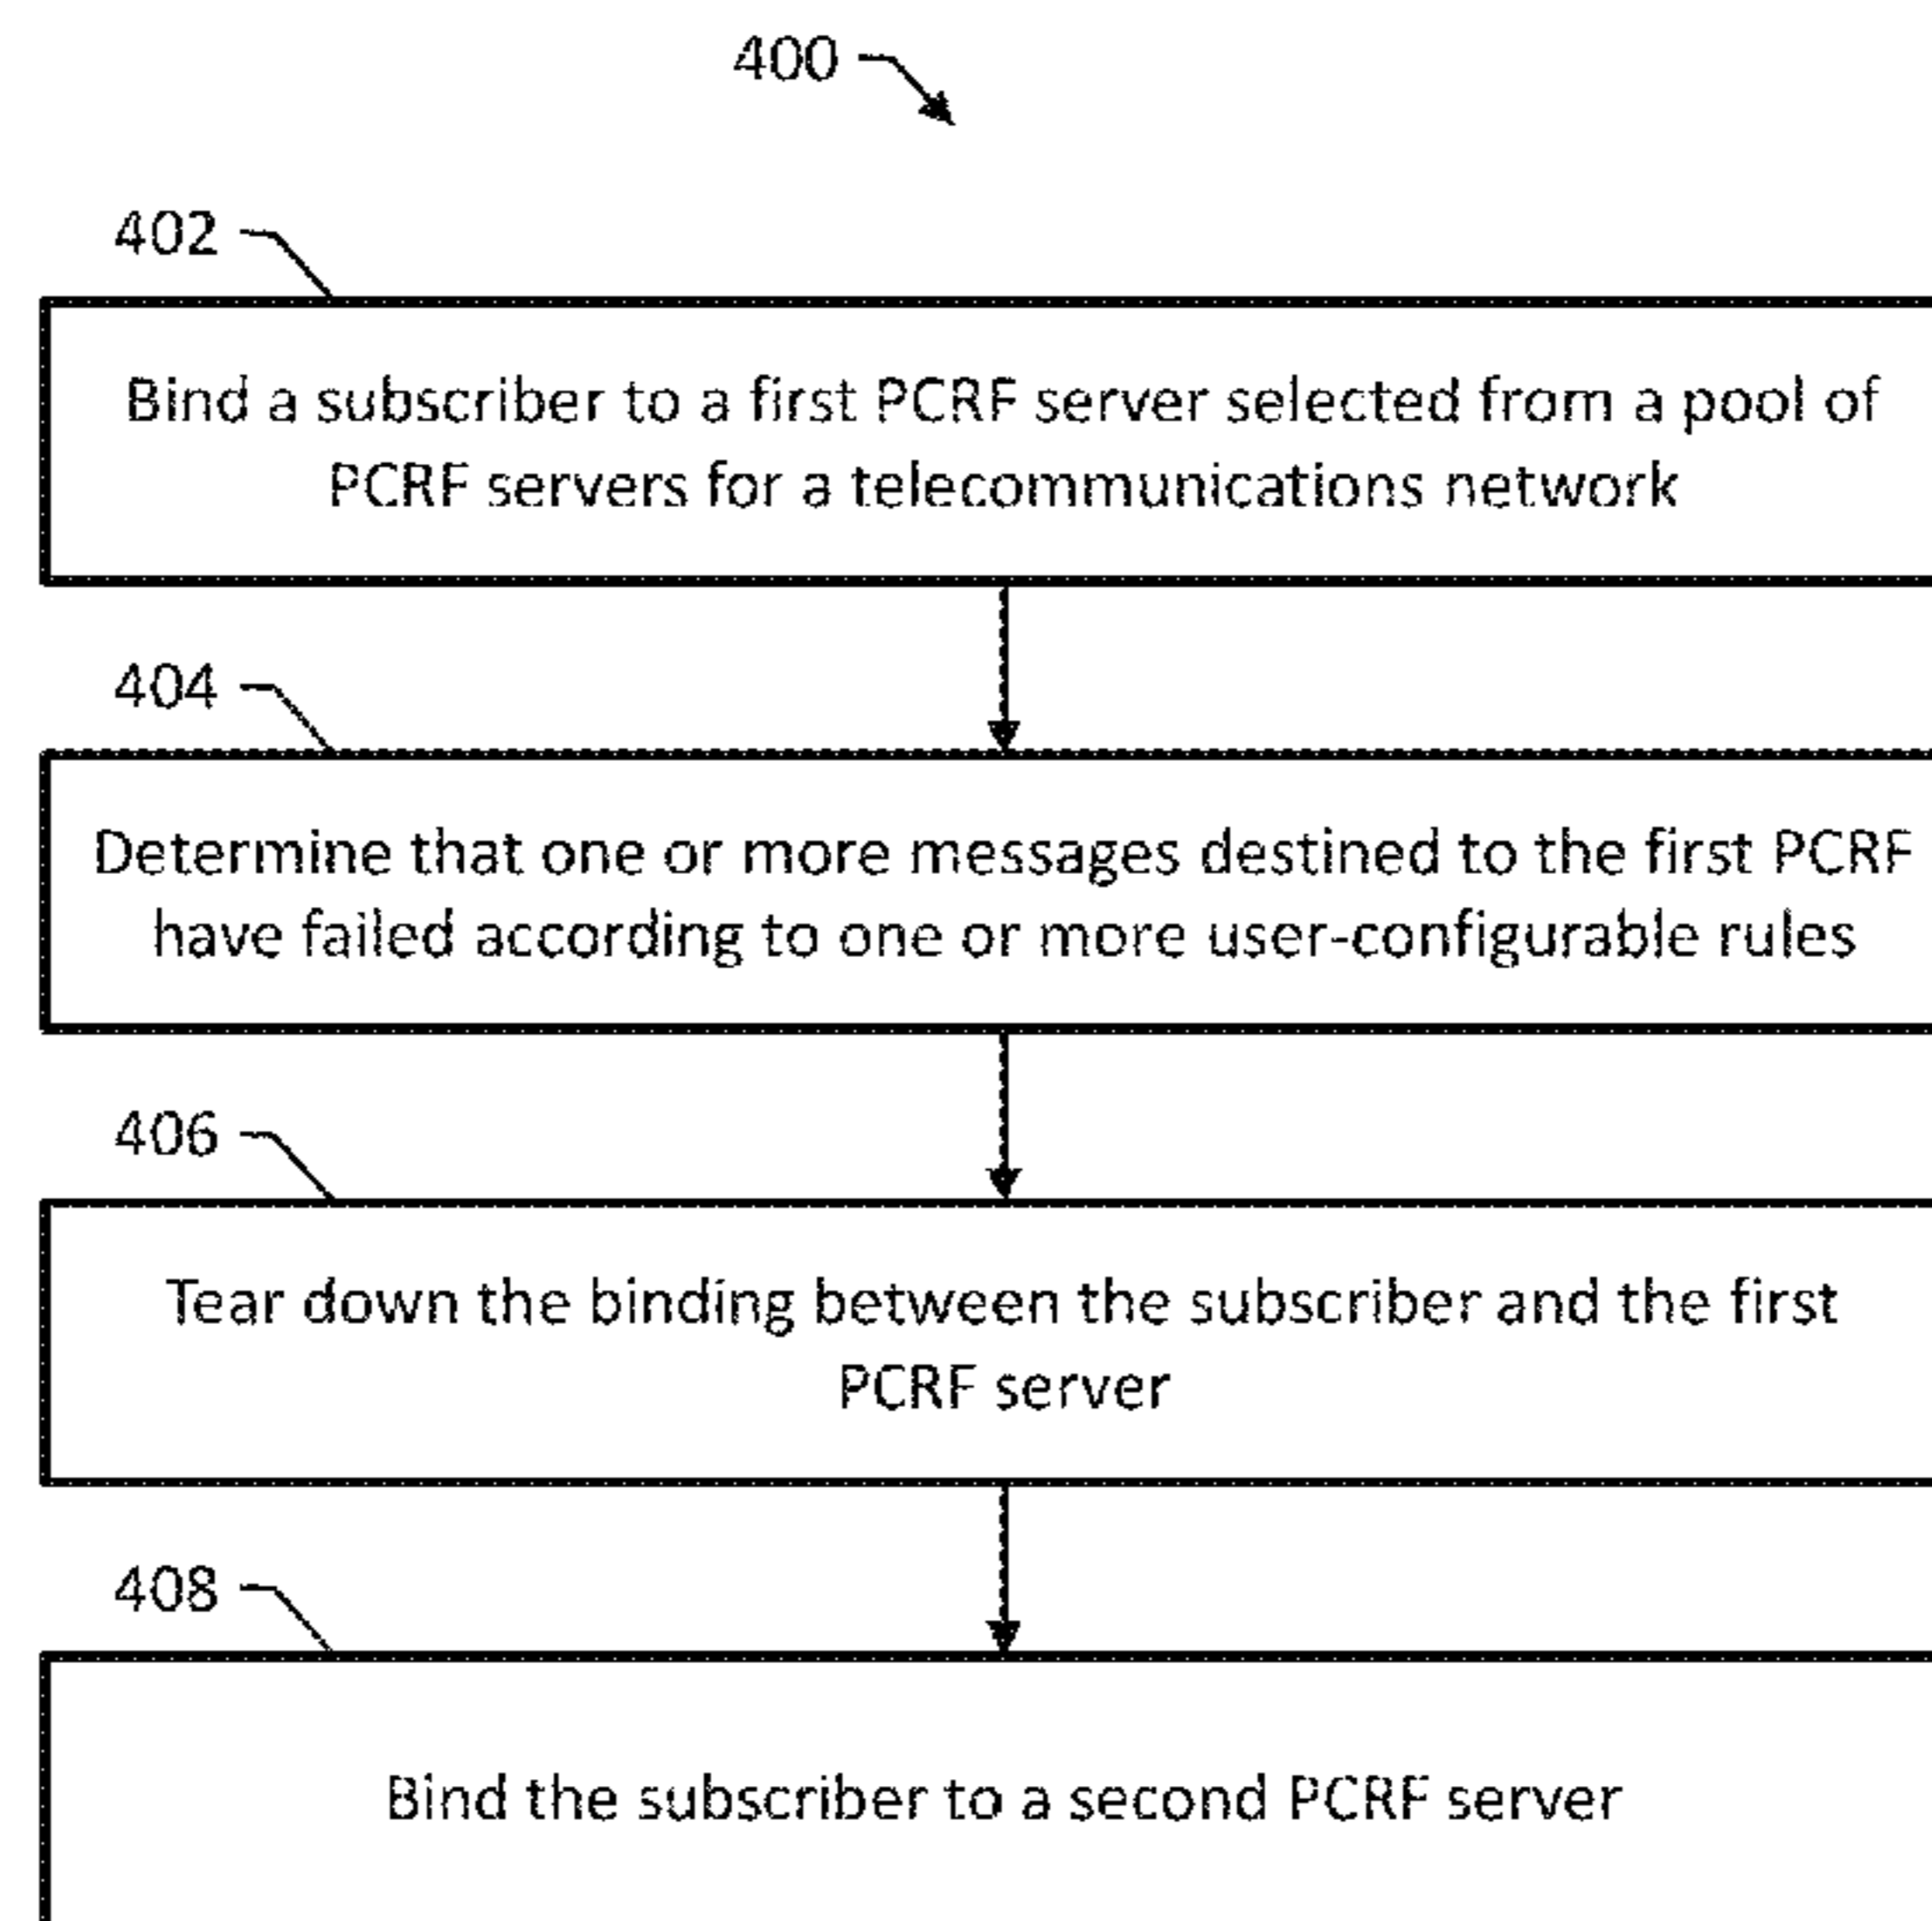 400
402
Bind a subscriber to a first PCRF server selected from a pool of
PCRF servers for a telecommunications network
404
Determine that one or more messages destined to the first PCRF
have failed according to one or more user-configurable rules
406
Tear down the binding between the subscriber and the first
PCRF server
408
Bind the subscriber to a second PCRF server